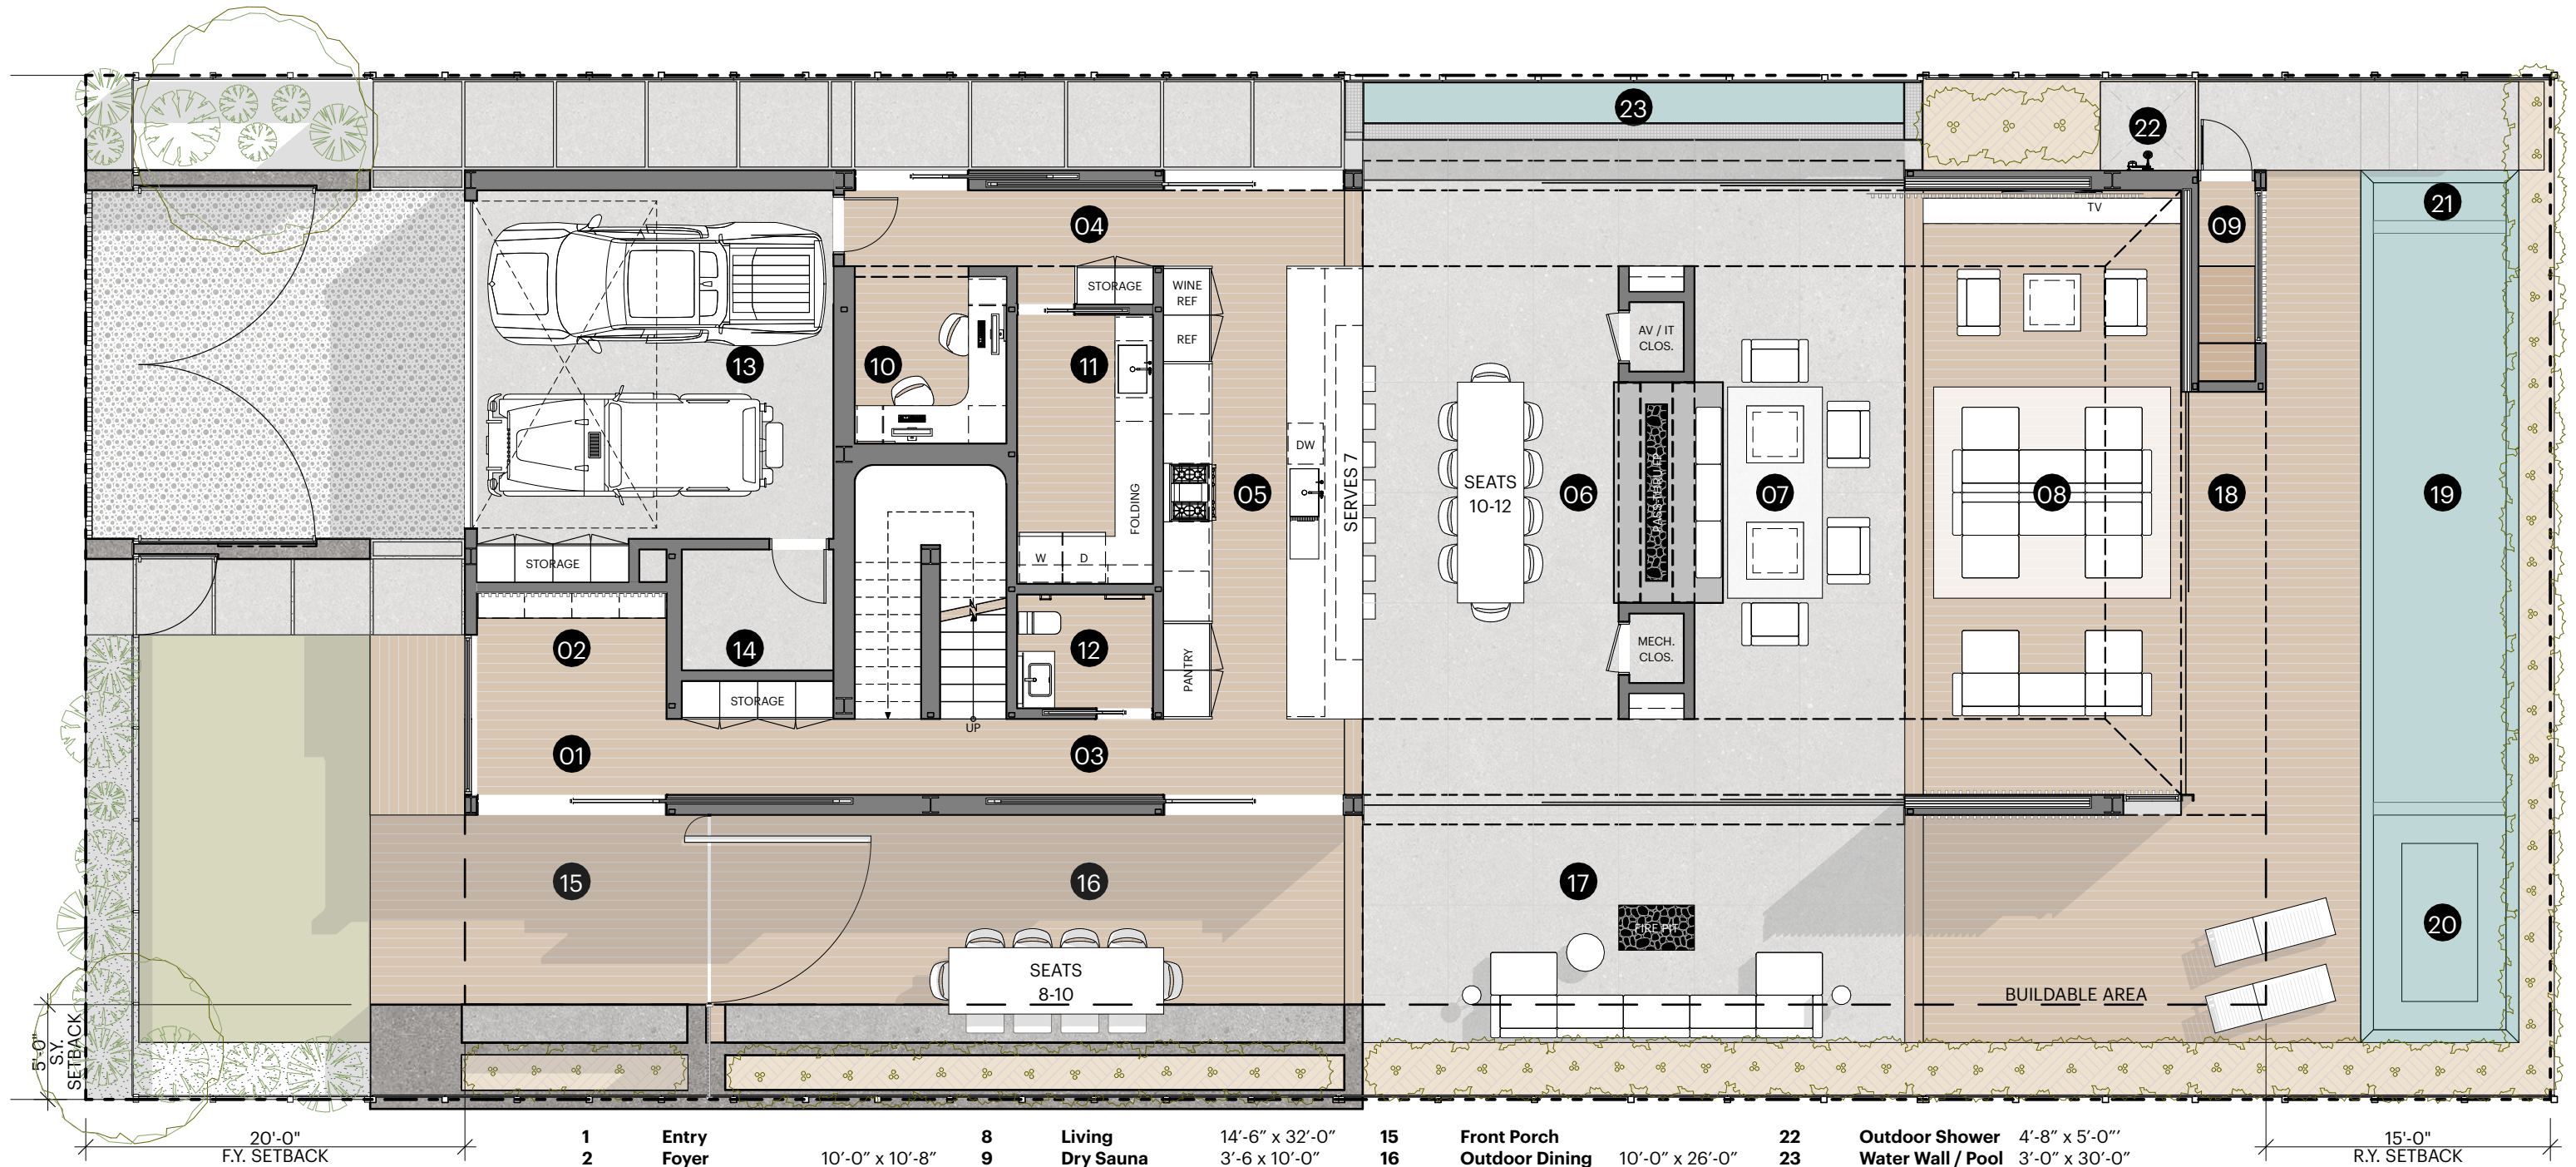 23
22
21
TV
09
04
STORAGE
WINE
REF
REF
AV / IT
CLOS.
13
10
11
DW
SERVES 7
SEATS
10-12
05
06
PASS-THRU FP
07
08
18
19
FOLDING
W
D
STORAGE
02
14
12
PANTRY
MECH.
CLOS.
STORAGE
UP
01
03
15
16
17
FIRE PIT
20
SEATS
8-10
BUILDABLE AREA
5'-0"
S.Y.
SETBACK
20'-0"
F.Y. SETBACK
15'-0"
R.Y. SETBACK
1 Entry
2 Foyer 10'-0" x 10'-8"
8 Living 14'-6" x 32'-0"
9 Dry Sauna 3'-6 x 10'-0"
15 Front Porch
16 Outdoor Dining 10'-0" x 26'-0"
22 Outdoor Shower 4'-8" x 5'-0"'
23 Water Wall / Pool 3'-0" x 30'-0"